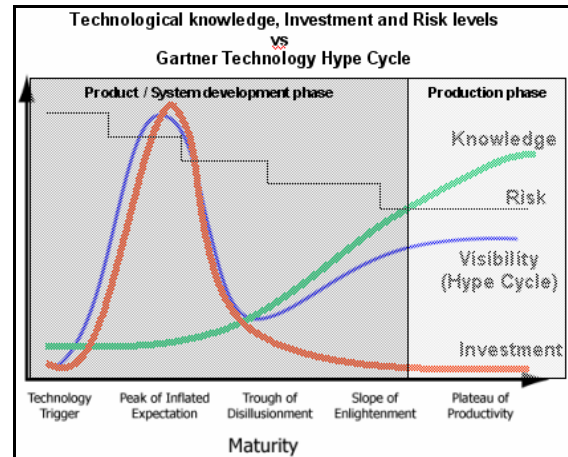 Technological knowledge, Investment and Risk levels
vs
Gartner Technology Hype Cycle
Product / System development phase
Production phase
Knowledge
Risk
Visibility
(Hype Cycle)
Investment
Technology
Trigger
Peak of Inflated
Expectation
Trough of
Disillusionment
Slope of
Enlightenment
Plateau of
Productivity
Maturity